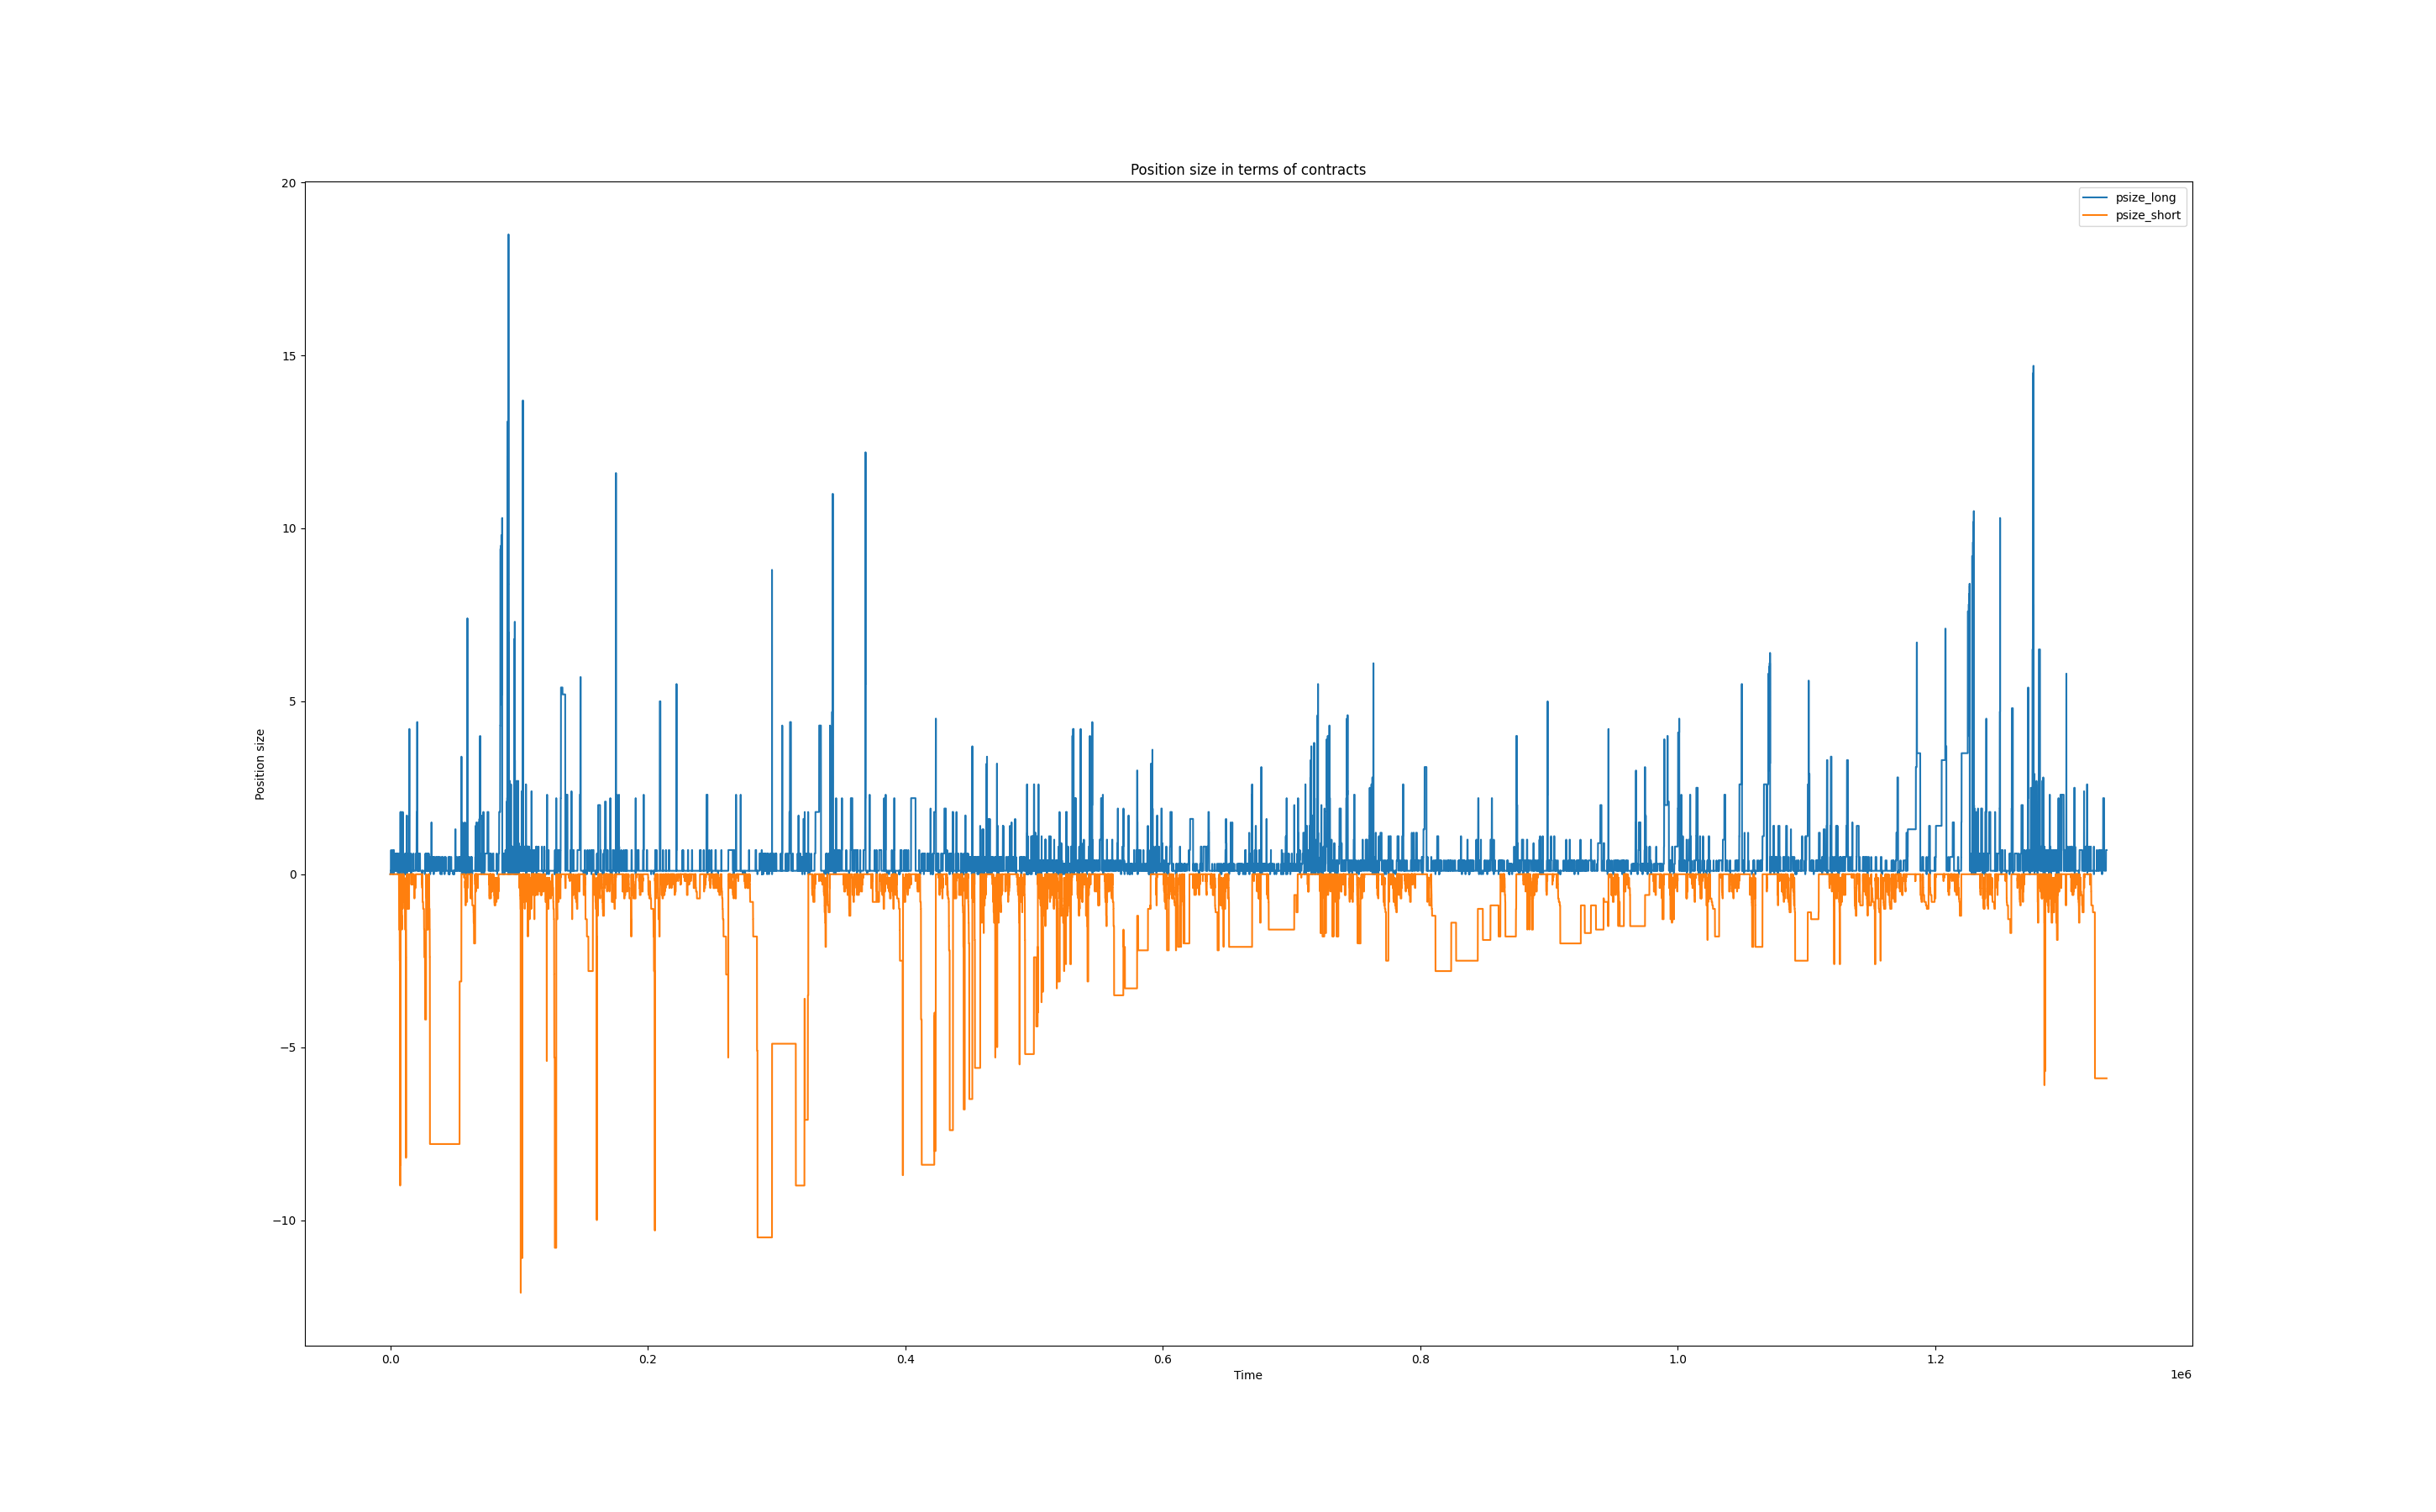 Position size in terms of contracts
psize_long
psize_short
20
15
10
5
0
−5
−10
Position size
0.0 0.2 0.4 0.6 0.8 1.0 1.2
1e6
Time